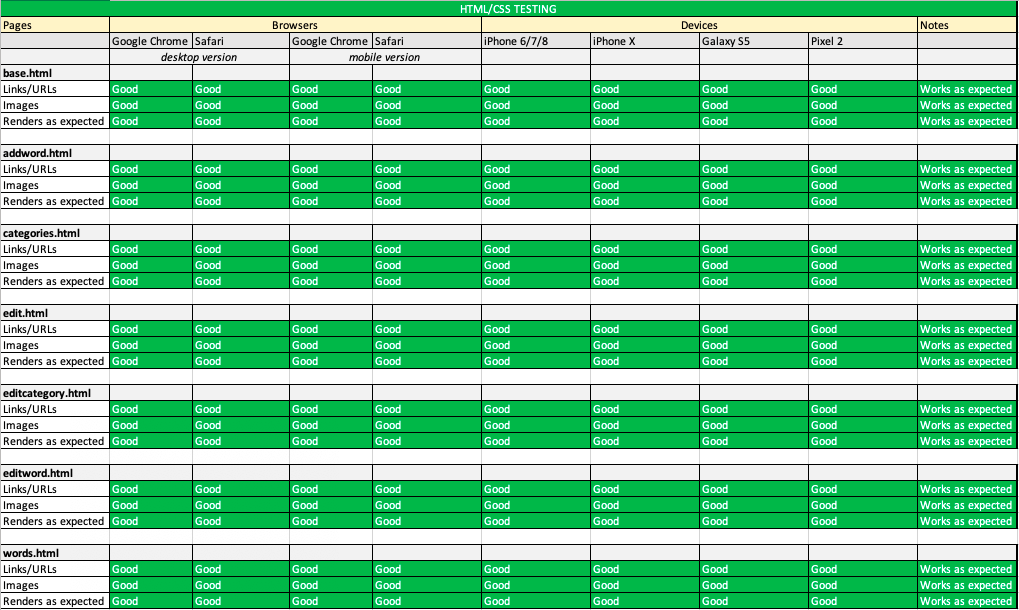 HTML/CSS TESTING
Pages Browsers Devices Notes
Google Chrome Safari Google Chrome Safari iPhone 6/7/8 iPhone X Galaxy S5 Pixel 2
desktop version mobile version
base.html
Links/URLs Good Good Good Good Good Good Good Good Works as expected
Images Good Good Good Good Good Good Good Good Works as expected
Renders as expected Good Good Good Good Good Good Good Good Works as expected
addword.html
Links/URLs Good Good Good Good Good Good Good Good Works as expected
Images Good Good Good Good Good Good Good Good Works as expected
Renders as expected Good Good Good Good Good Good Good Good Works as expected
categories.html
Links/URLs Good Good Good Good Good Good Good Good Works as expected
Images Good Good Good Good Good Good Good Good Works as expected
Renders as expected Good Good Good Good Good Good Good Good Works as expected
edit.html
Links/URLs Good Good Good Good Good Good Good Good Works as expected
Images Good Good Good Good Good Good Good Good Works as expected
Renders as expected Good Good Good Good Good Good Good Good Works as expected
editcategory.html
Links/URLs Good Good Good Good Good Good Good Good Works as expected
Images Good Good Good Good Good Good Good Good Works as expected
Renders as expected Good Good Good Good Good Good Good Good Works as expected
editword.html
Links/URLs Good Good Good Good Good Good Good Good Works as expected
Images Good Good Good Good Good Good Good Good Works as expected
Renders as expected Good Good Good Good Good Good Good Good Works as expected
words.html
Links/URLs Good Good Good Good Good Good Good Good Works as expected
Images Good Good Good Good Good Good Good Good Works as expected
Renders as expected Good Good Good Good Good Good Good Good Works as expected